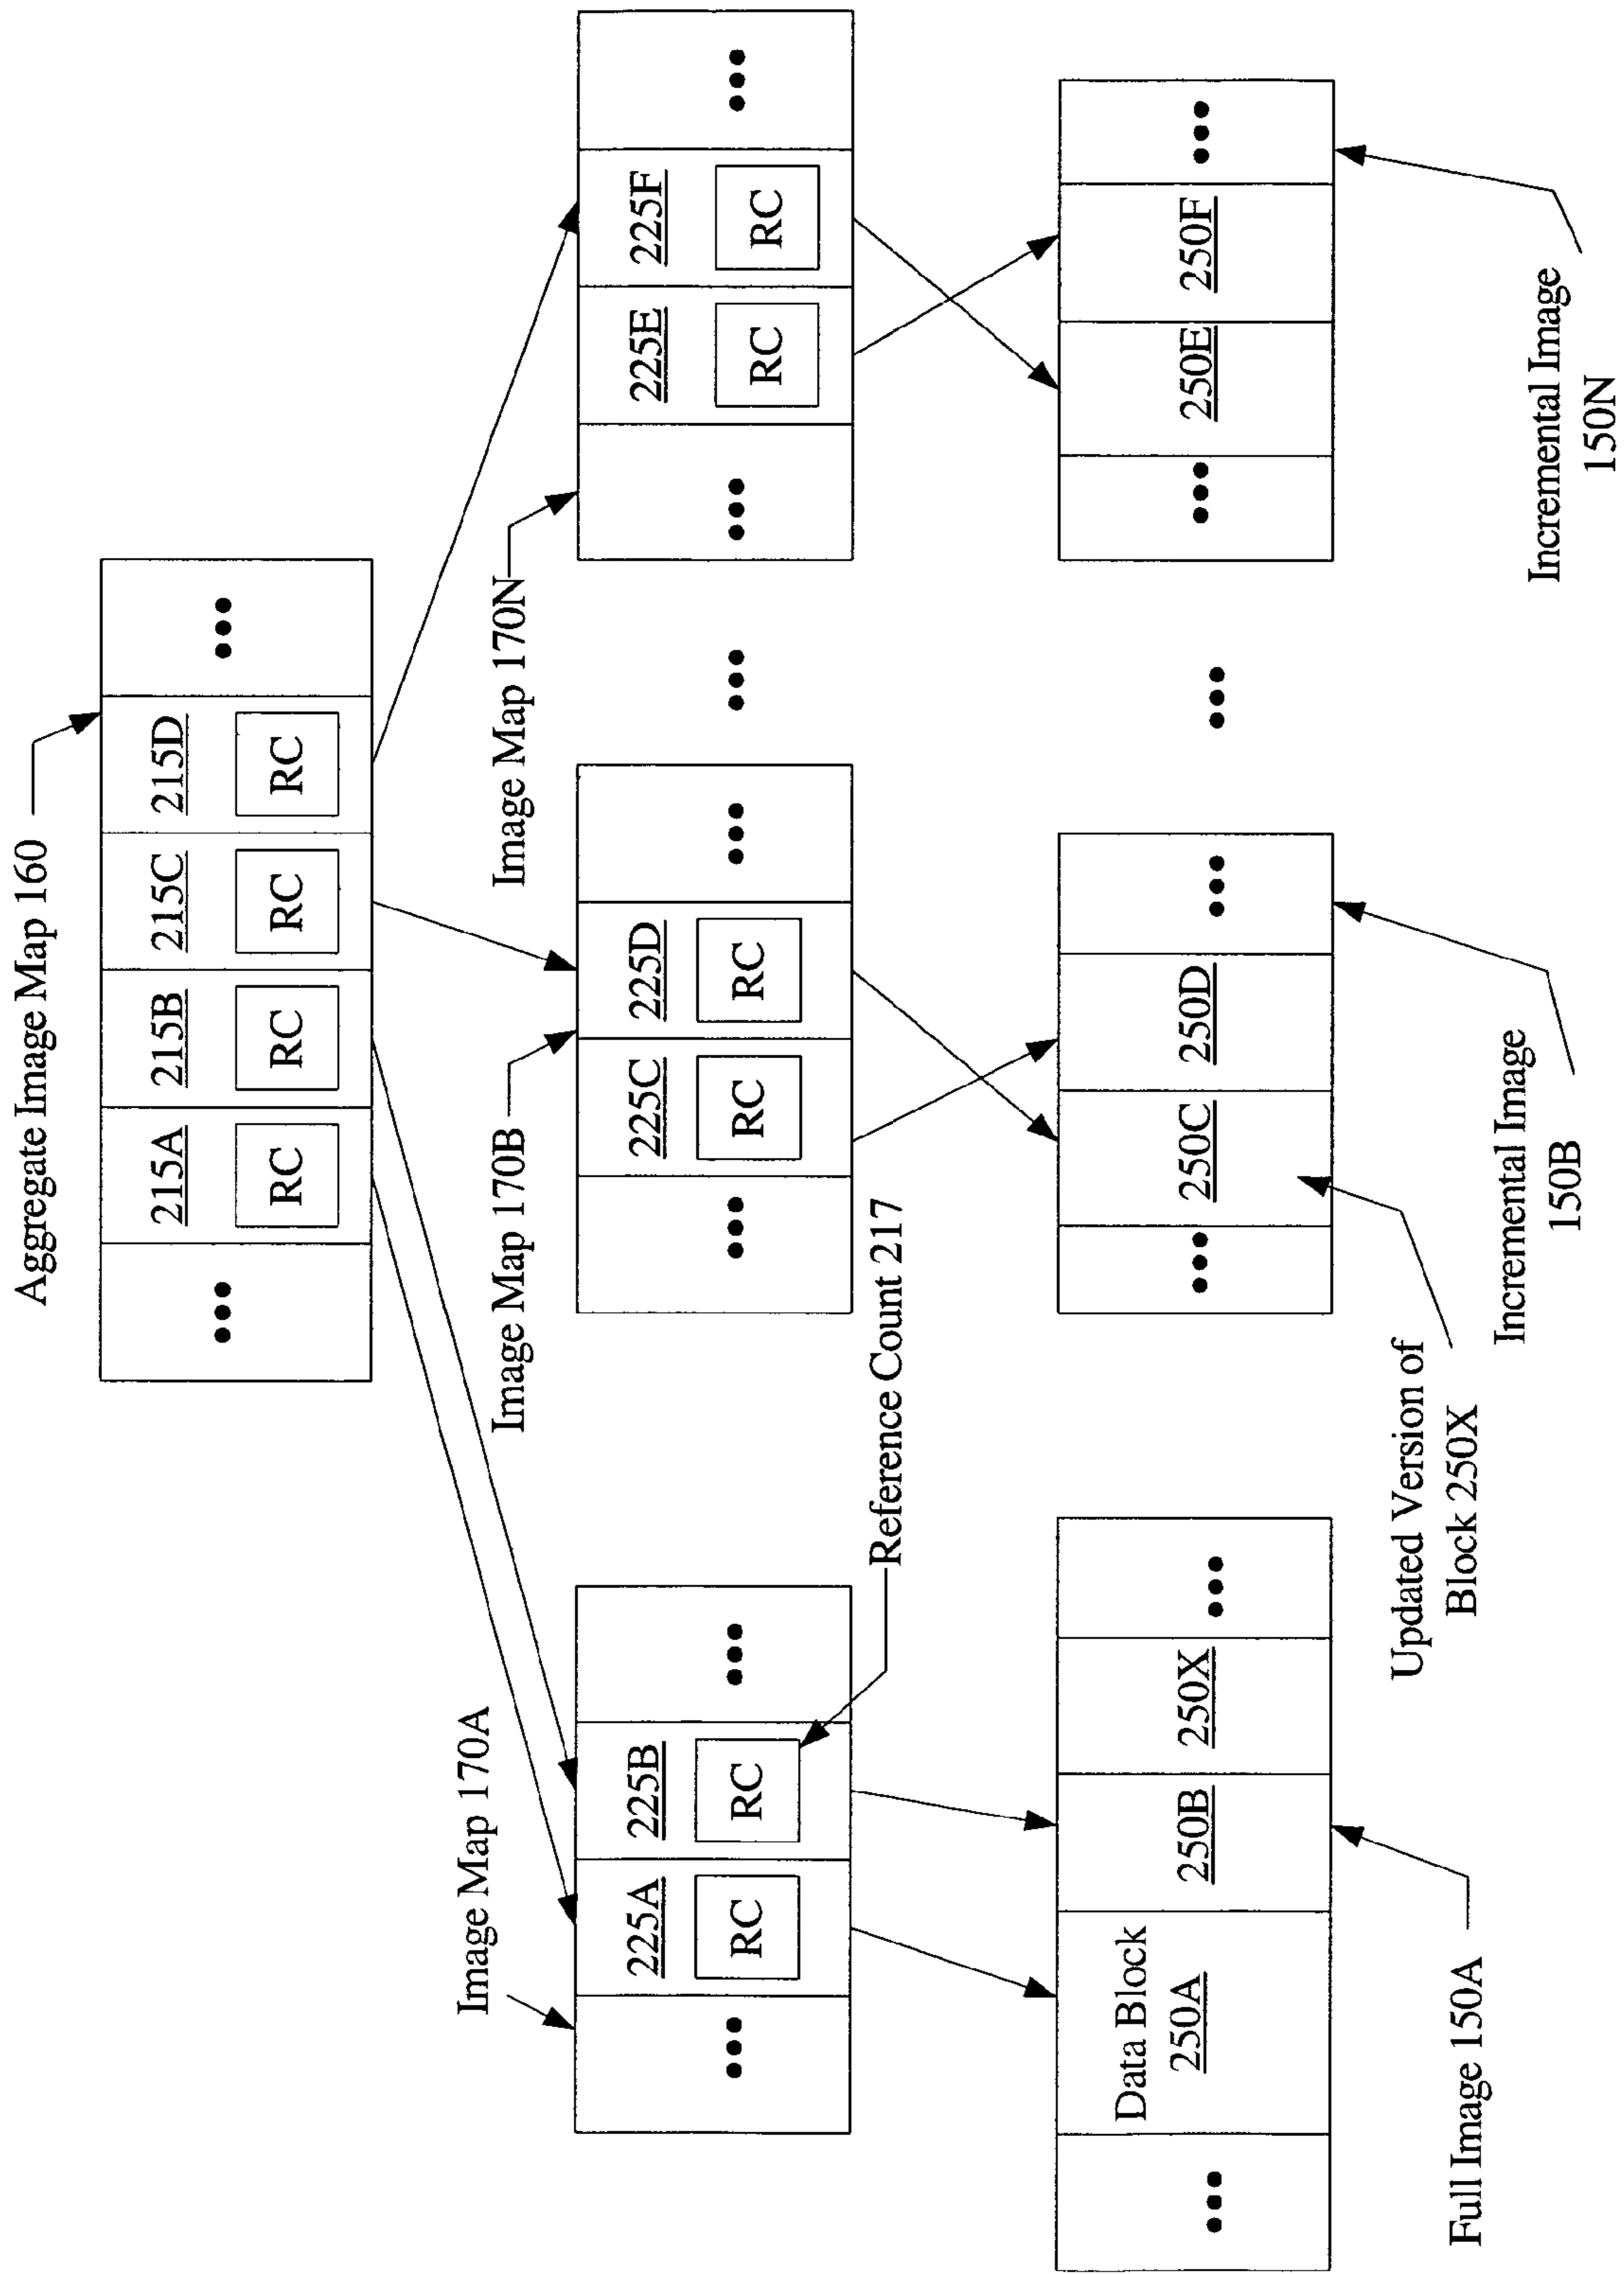 Aggregate Image Map 160
215A
215B
215C
215D
RC
RC
RC
RC
Image Map 170A
Image Map 170B
Image Map 170N
225A
225B
225C
225D
225E
225F
RC
RC
RC
RC
RC
RC
Reference Count 217
Data Block
250A
250B
250X
250C
250D
250E
250F
Full Image 150A
Updated Version of
Block 250X
Incremental Image
150B
Incremental Image
150N